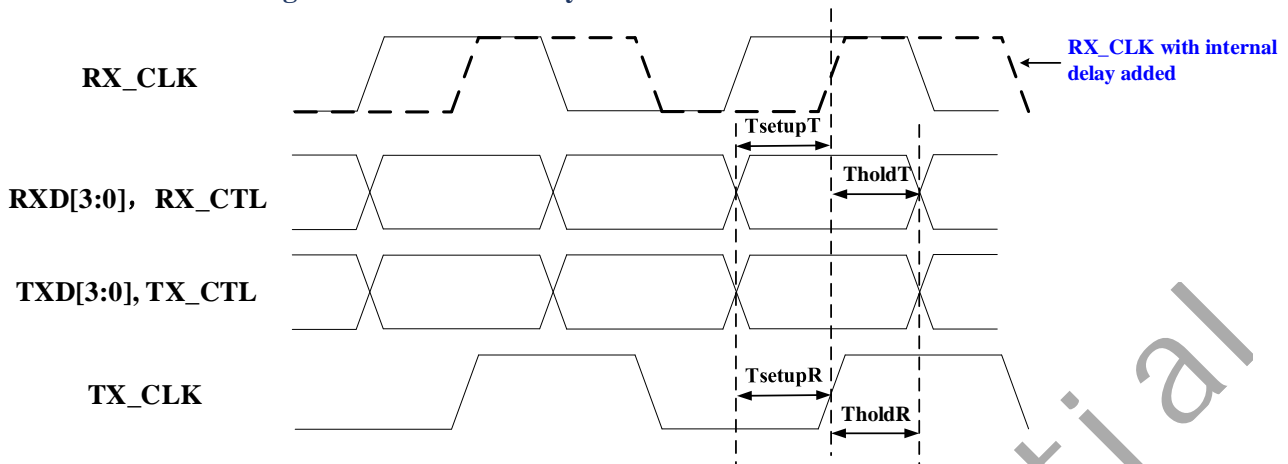 RX_CLK with internal
delay added
RX_CLK
TsetupT
TholdT
RXD[3:0]，RX_CTL
TXD[3:0], TX_CTL
TsetupR
TX_CLK
TholdR